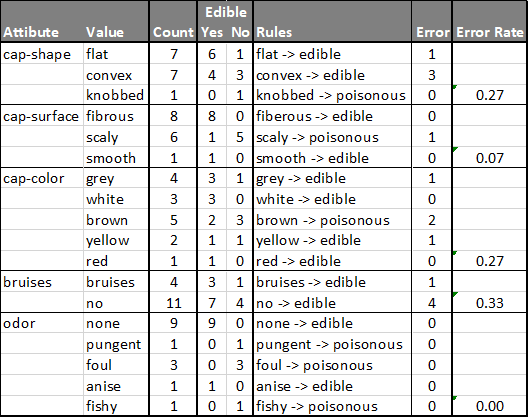 Edible
Attibute Value Count Yes No Rules Error Error Rate
cap-shape flat 7 6 1 flat -> edible 1
convex 7 4 3 convex -> edible 3
knobbed 1 0 1 knobbed -> poisonous 0 0.27
cap-surface fibrous 8 8 0 fiberous -> edible 0
scaly 6 1 5 scaly -> poisonous 1
smooth 1 1 0 smooth -> edible 0 0.07
cap-color grey 4 3 1 grey -> edible 1
white 3 3 0 white -> edible 0
brown 5 2 3 brown -> poisonous 2
yellow 2 1 1 yellow -> edible 1
red 1 1 0 red -> edible 0 0.27
bruises bruises 4 3 1 bruises -> edible 1
no 11 7 4 no -> edible 4 0.33
odor none 9 9 0 none -> edible 0
pungent 1 0 1 pungent -> poisonous 0
foul 3 0 3 foul -> poisonous 0
anise 1 1 0 anise -> edible 0
fishy 1 0 1 fishy -> poisonous 0 0.00